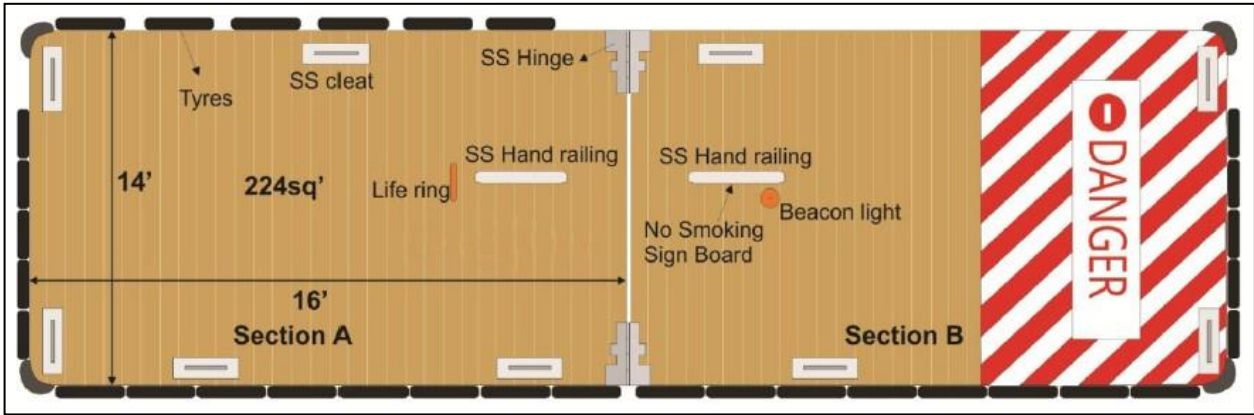 SS Hinge
SS cleat
Tyres
SS Hand railing
SS Hand railing
14’
224sq’
Life ring
Beacon light
No Smoking
Sign Board
DANGER
16’
Section A
Section B